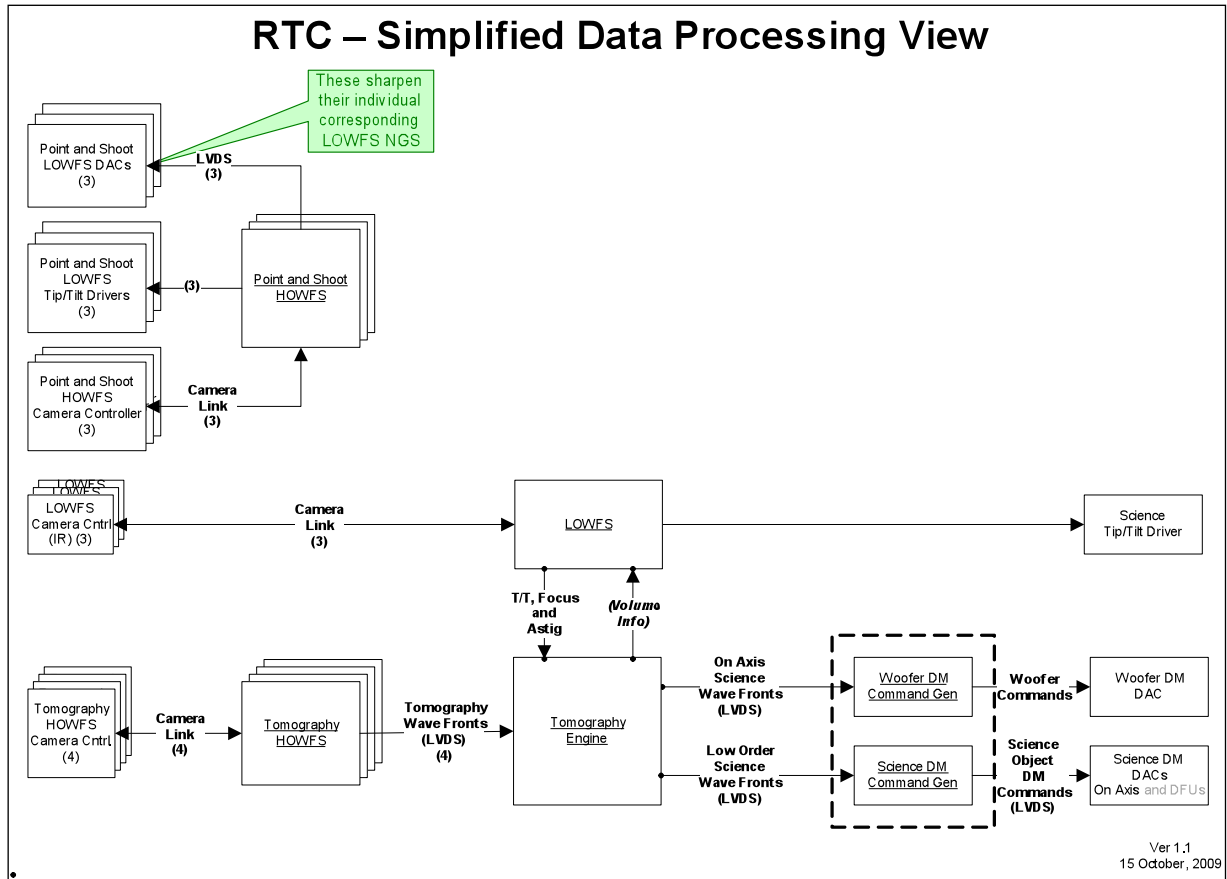 RTC – Simplified Data Processing View
These sharpen
their individual
corresponding
LOWFS NGS
Point and Shoot
LOWFS DACs
(3)
LVDS
(3)
Point and Shoot
LOWFS
Tip/Tilt Drivers
(3)
(3)
Point and Shoot
HOWFS
Point and Shoot
HOWFS
Camera Controller
(3)
Camera
Link
(3)
LOWFS
LOWFS
LOWFS
Camera Cntrl
(IR) (3)
Camera
Link
(3)
LOWFS
Science
Tip/Tilt Driver
T/T, Focus
and
Astig
(Volume
Info)
Tomography
HOWFS
Camera Cntrl.
(4)
Camera
Link
(4)
Tomography
HOWFS
Tomography
Wave Fronts
(LVDS)
(4)
Tomography
Engine
On Axis
Science
Wave Fronts
(LVDS)
Woofer DM
Command Gen
Woofer
Commands
Woofer DM
DAC
Low Order
Science
Wave Fronts
(LVDS)
Science DM
Command Gen
Science
Object
DM
Commands
(LVDS)
Science DM
DACs
On Axis and DFUs
Ver 1.1
15 October, 2009